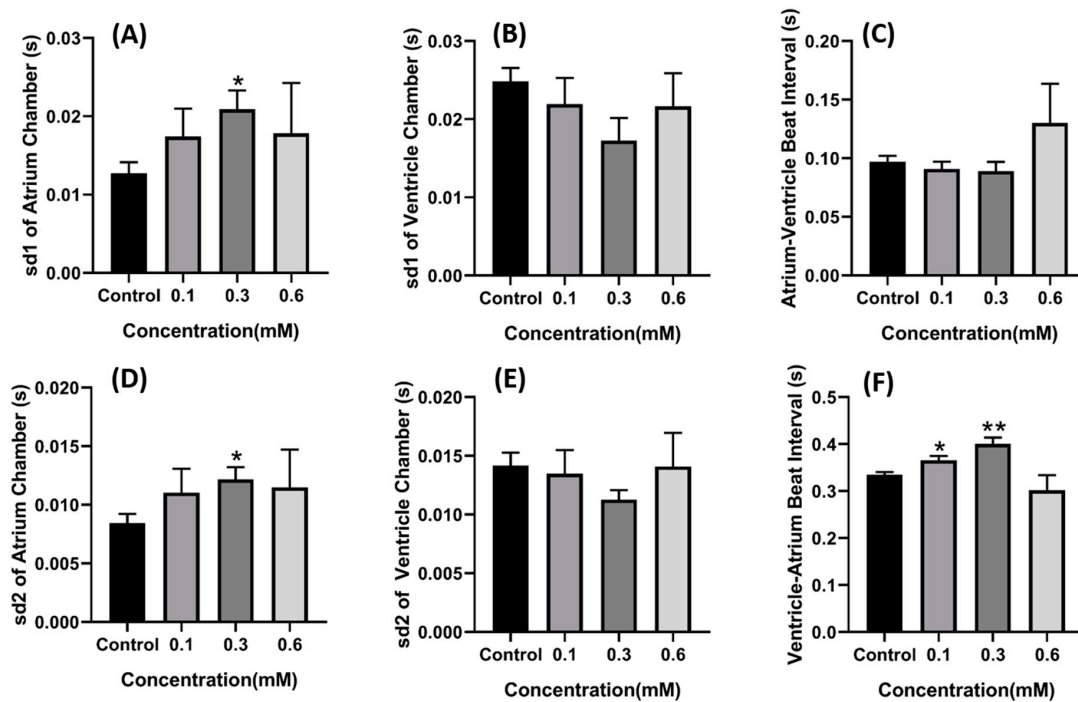 (A)
sd1 of Atrium Chamber (s)
0.03
0.02
0.01
0.00
*
Control 0.1 0.3 0.6
Concentration(mM)
(B)
sd1 of Ventricle Chamber (s)
0.03
0.02
0.01
0.00
Control 0.1 0.3 0.6
Concentration(mM)
(C)
Atrium-Ventricle Beat Interval (s)
0.20
0.15
0.10
0.05
0.00
Control 0.1 0.3 0.6
Concentration(mM)
(D)
sd2 of Atrium Chamber (s)
0.020
0.015
0.010
0.005
0.000
*
Control 0.1 0.3 0.6
Concentration(mM)
(E)
sd2 of Ventricle Chamber (s)
0.020
0.015
0.010
0.005
0.000
Control 0.1 0.3 0.6
Concentration(mM)
(F)
Ventricle-Atrium Beat Interval (s)
0.5
0.4
0.3
0.2
0.1
0.0
* **
Control 0.1 0.3 0.6
Concentration(mM)